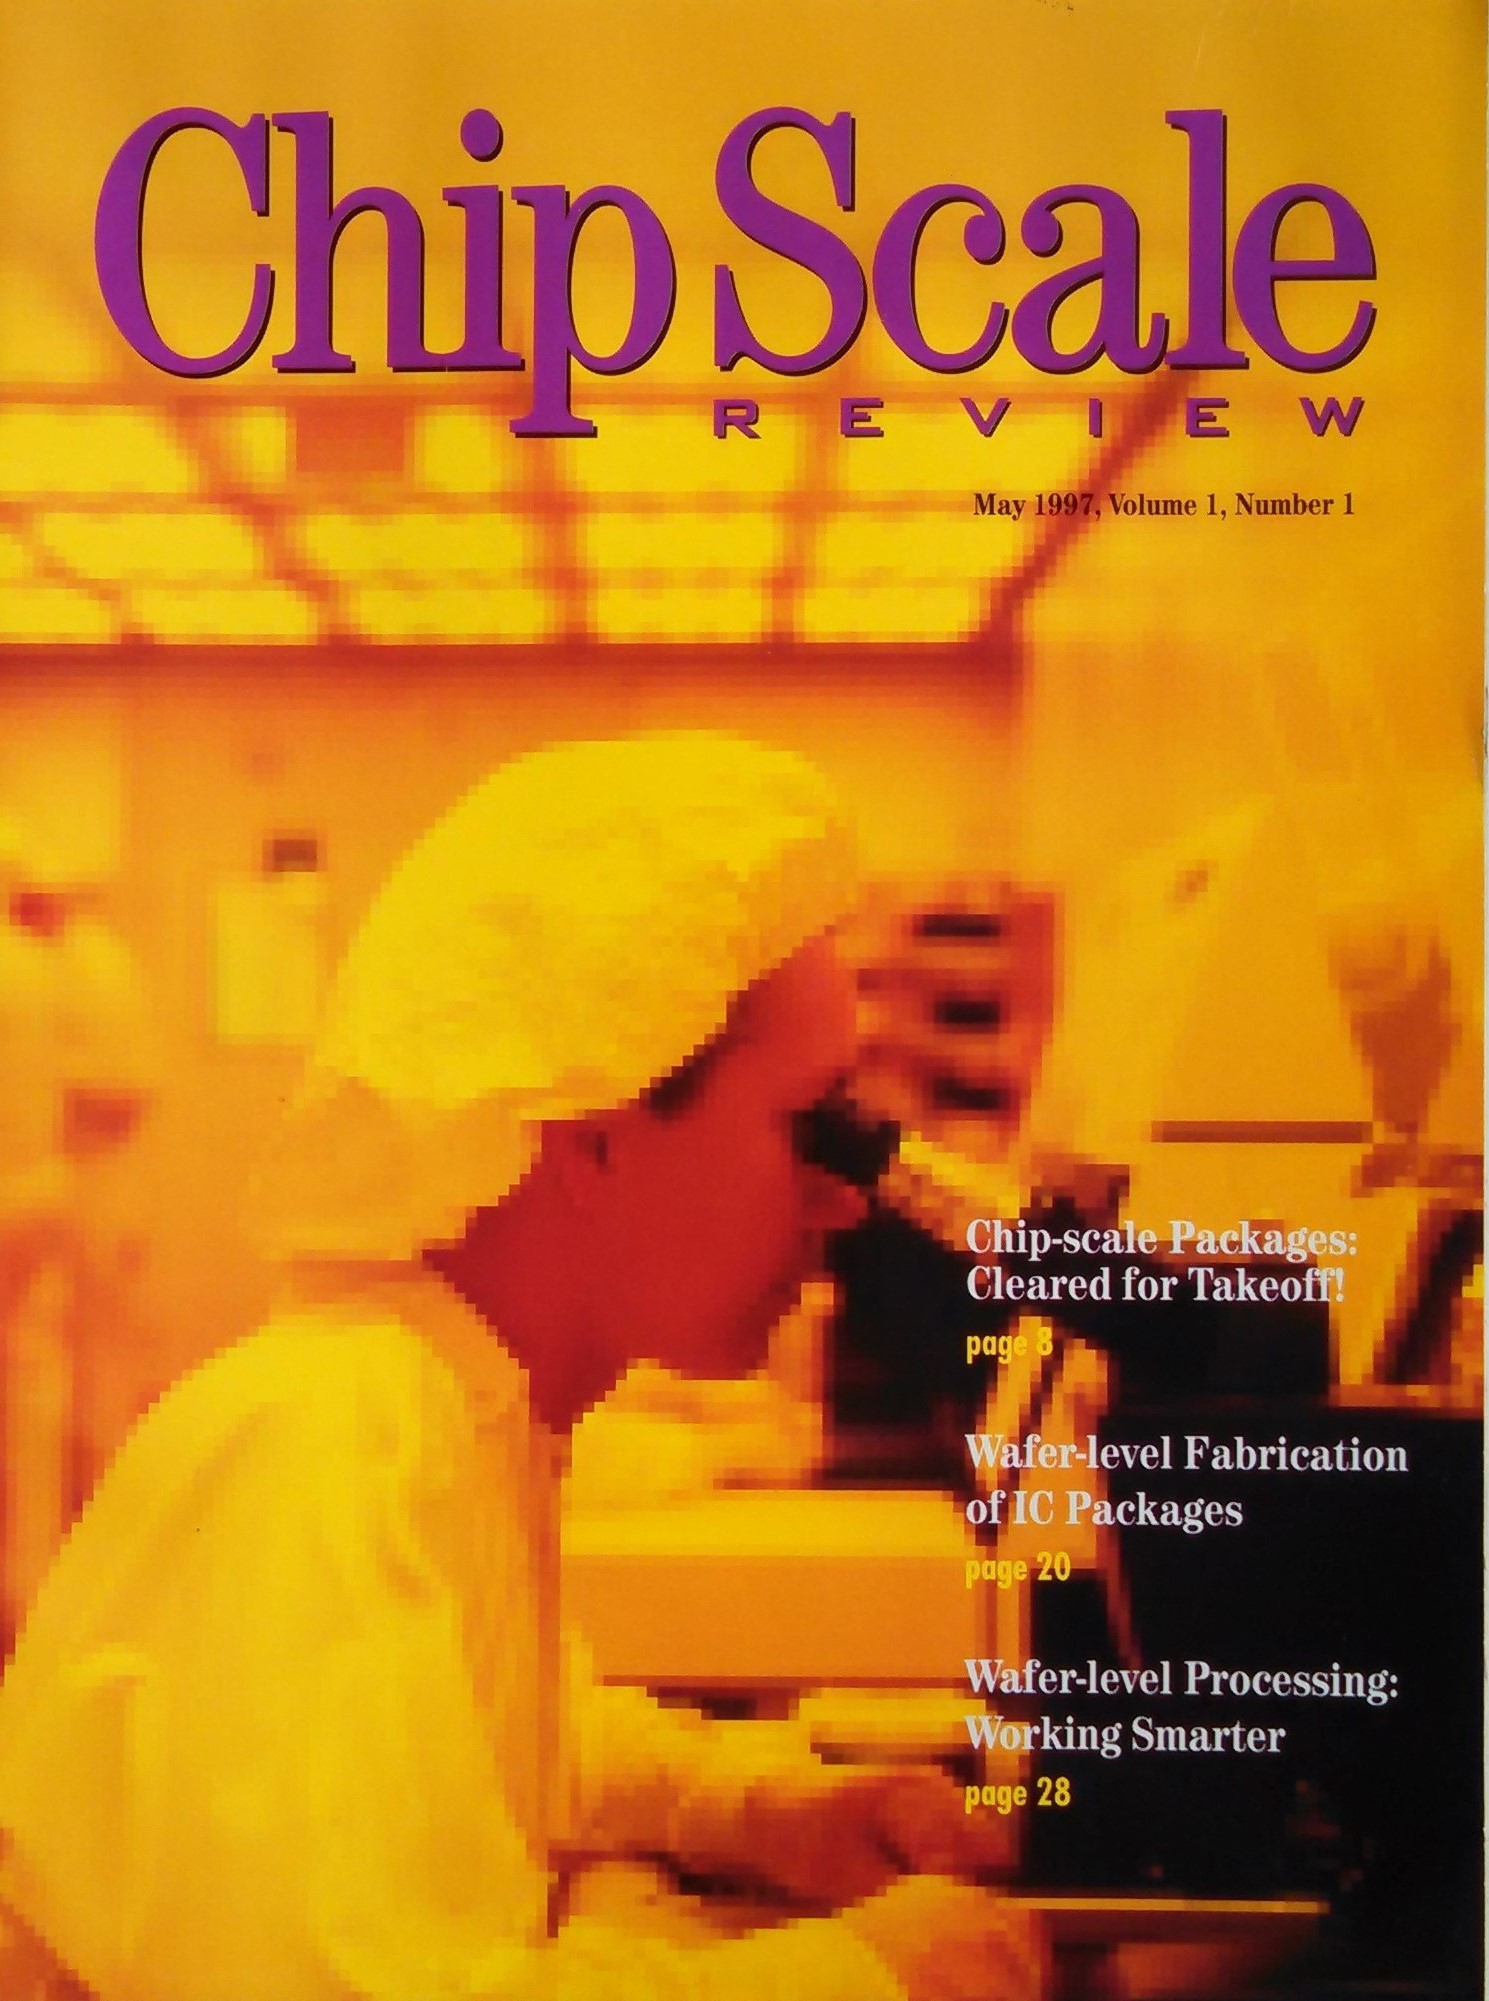 Chip Scale
REVIEW
May 1997, Volume 1, Number 1
Chip-scale Packages:
Cleared for Takeoff!
page 8
Wafer-level Fabrication
of IC Packages
page 20
Wafer-level Processing:
Working Smarter
page 28